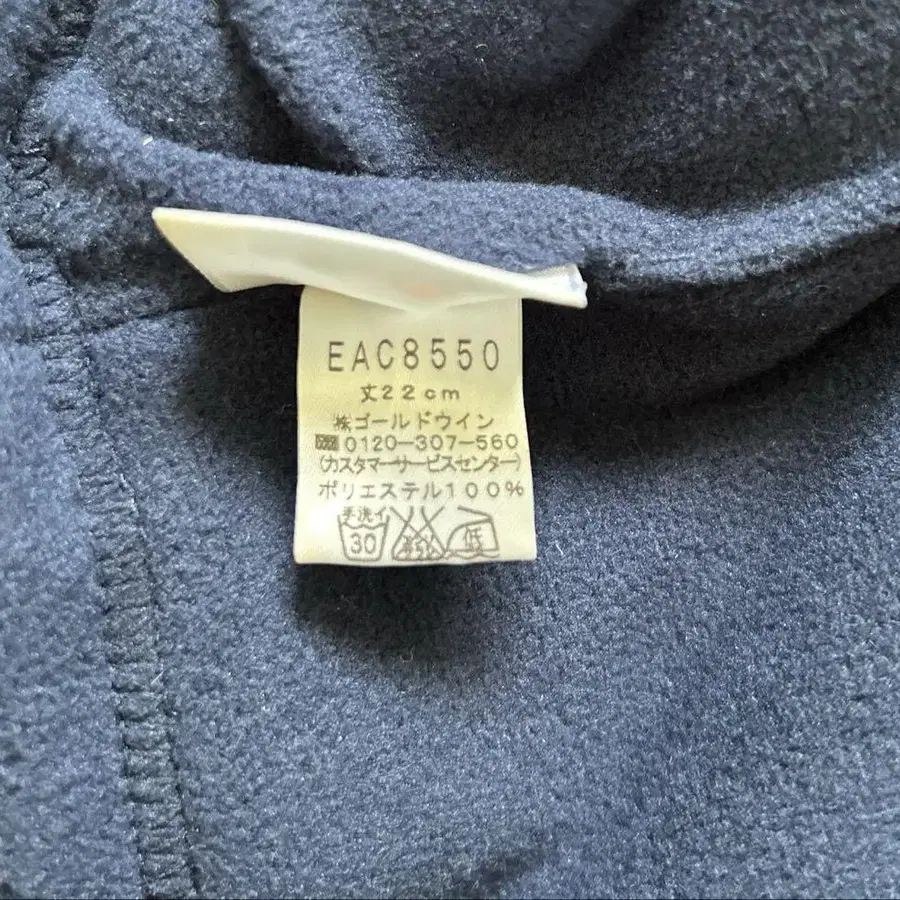 EAC8550
丈22cm
㈱ゴールドウイン
0120-307-560
(カスタマーサービスセンター)
ポリエステル100%
手洗イ
30
低